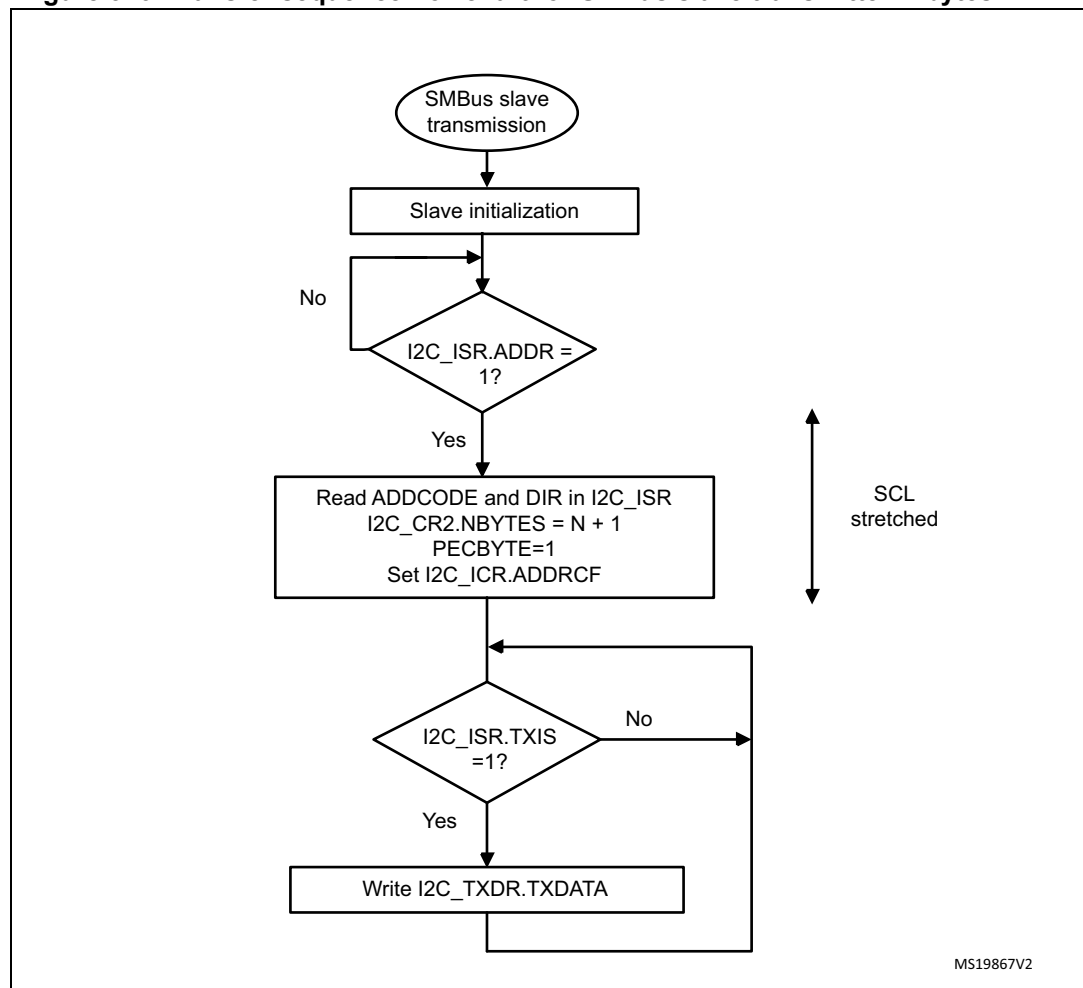 SMBus slave
transmission
Slave initialization
No
I2C_ISR.ADDR =
1?
Yes
Read ADDCODE and DIR in I2C_ISR
I2C_CR2.NBYTES = N + 1
PECBYTE=1
Set I2C_ICR.ADDRCF
SCL
stretched
I2C_ISR.TXIS
=1?
No
Yes
Write I2C_TXDR.TXDATA
MS19867V2